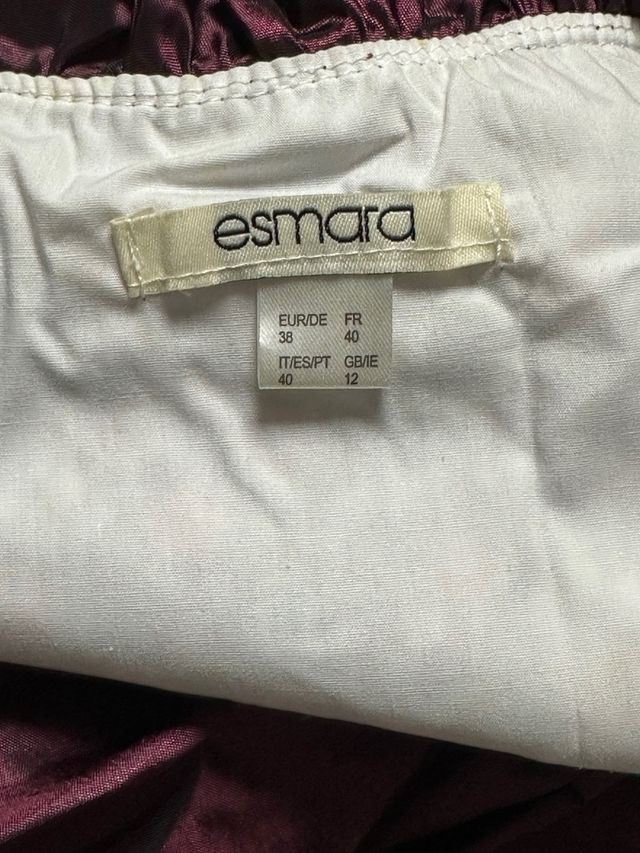 esmara
EUR/DE FR
38 40
IT/ES/PT GB/IE
40 12